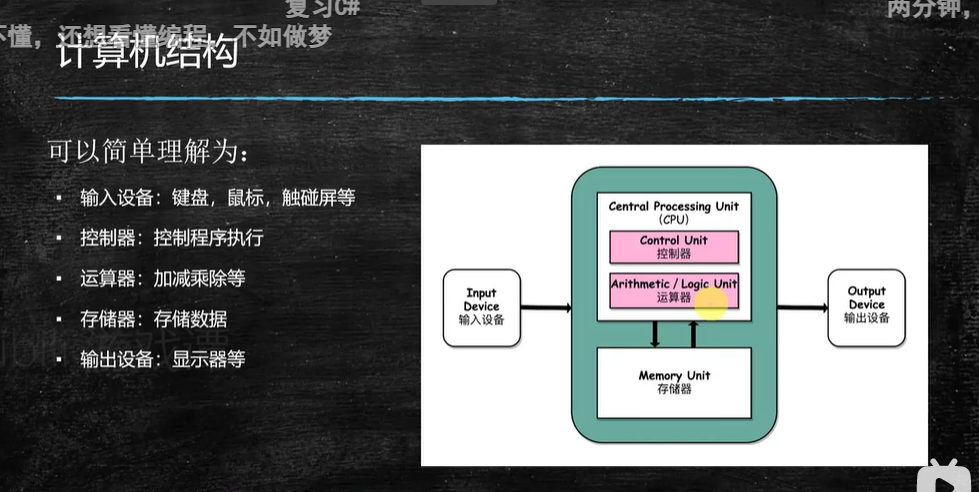 复习C#
两分钟，
不懂，还想看懂编程，不如做梦
计算机结构
可以简单理解为：
▪ 输入设备：键盘，鼠标，触碰屏等
▪ 控制器：控制程序执行
▪ 运算器：加减乘除等
▪ 存储器：存储数据
▪ 输出设备：显示器等
Central Processing Unit
（CPU）
Control Unit
控制器
Arithmetic / Logic Unit
运算器
Input
Device
输入设备
Output
Device
输出设备
Memory Unit
存储器